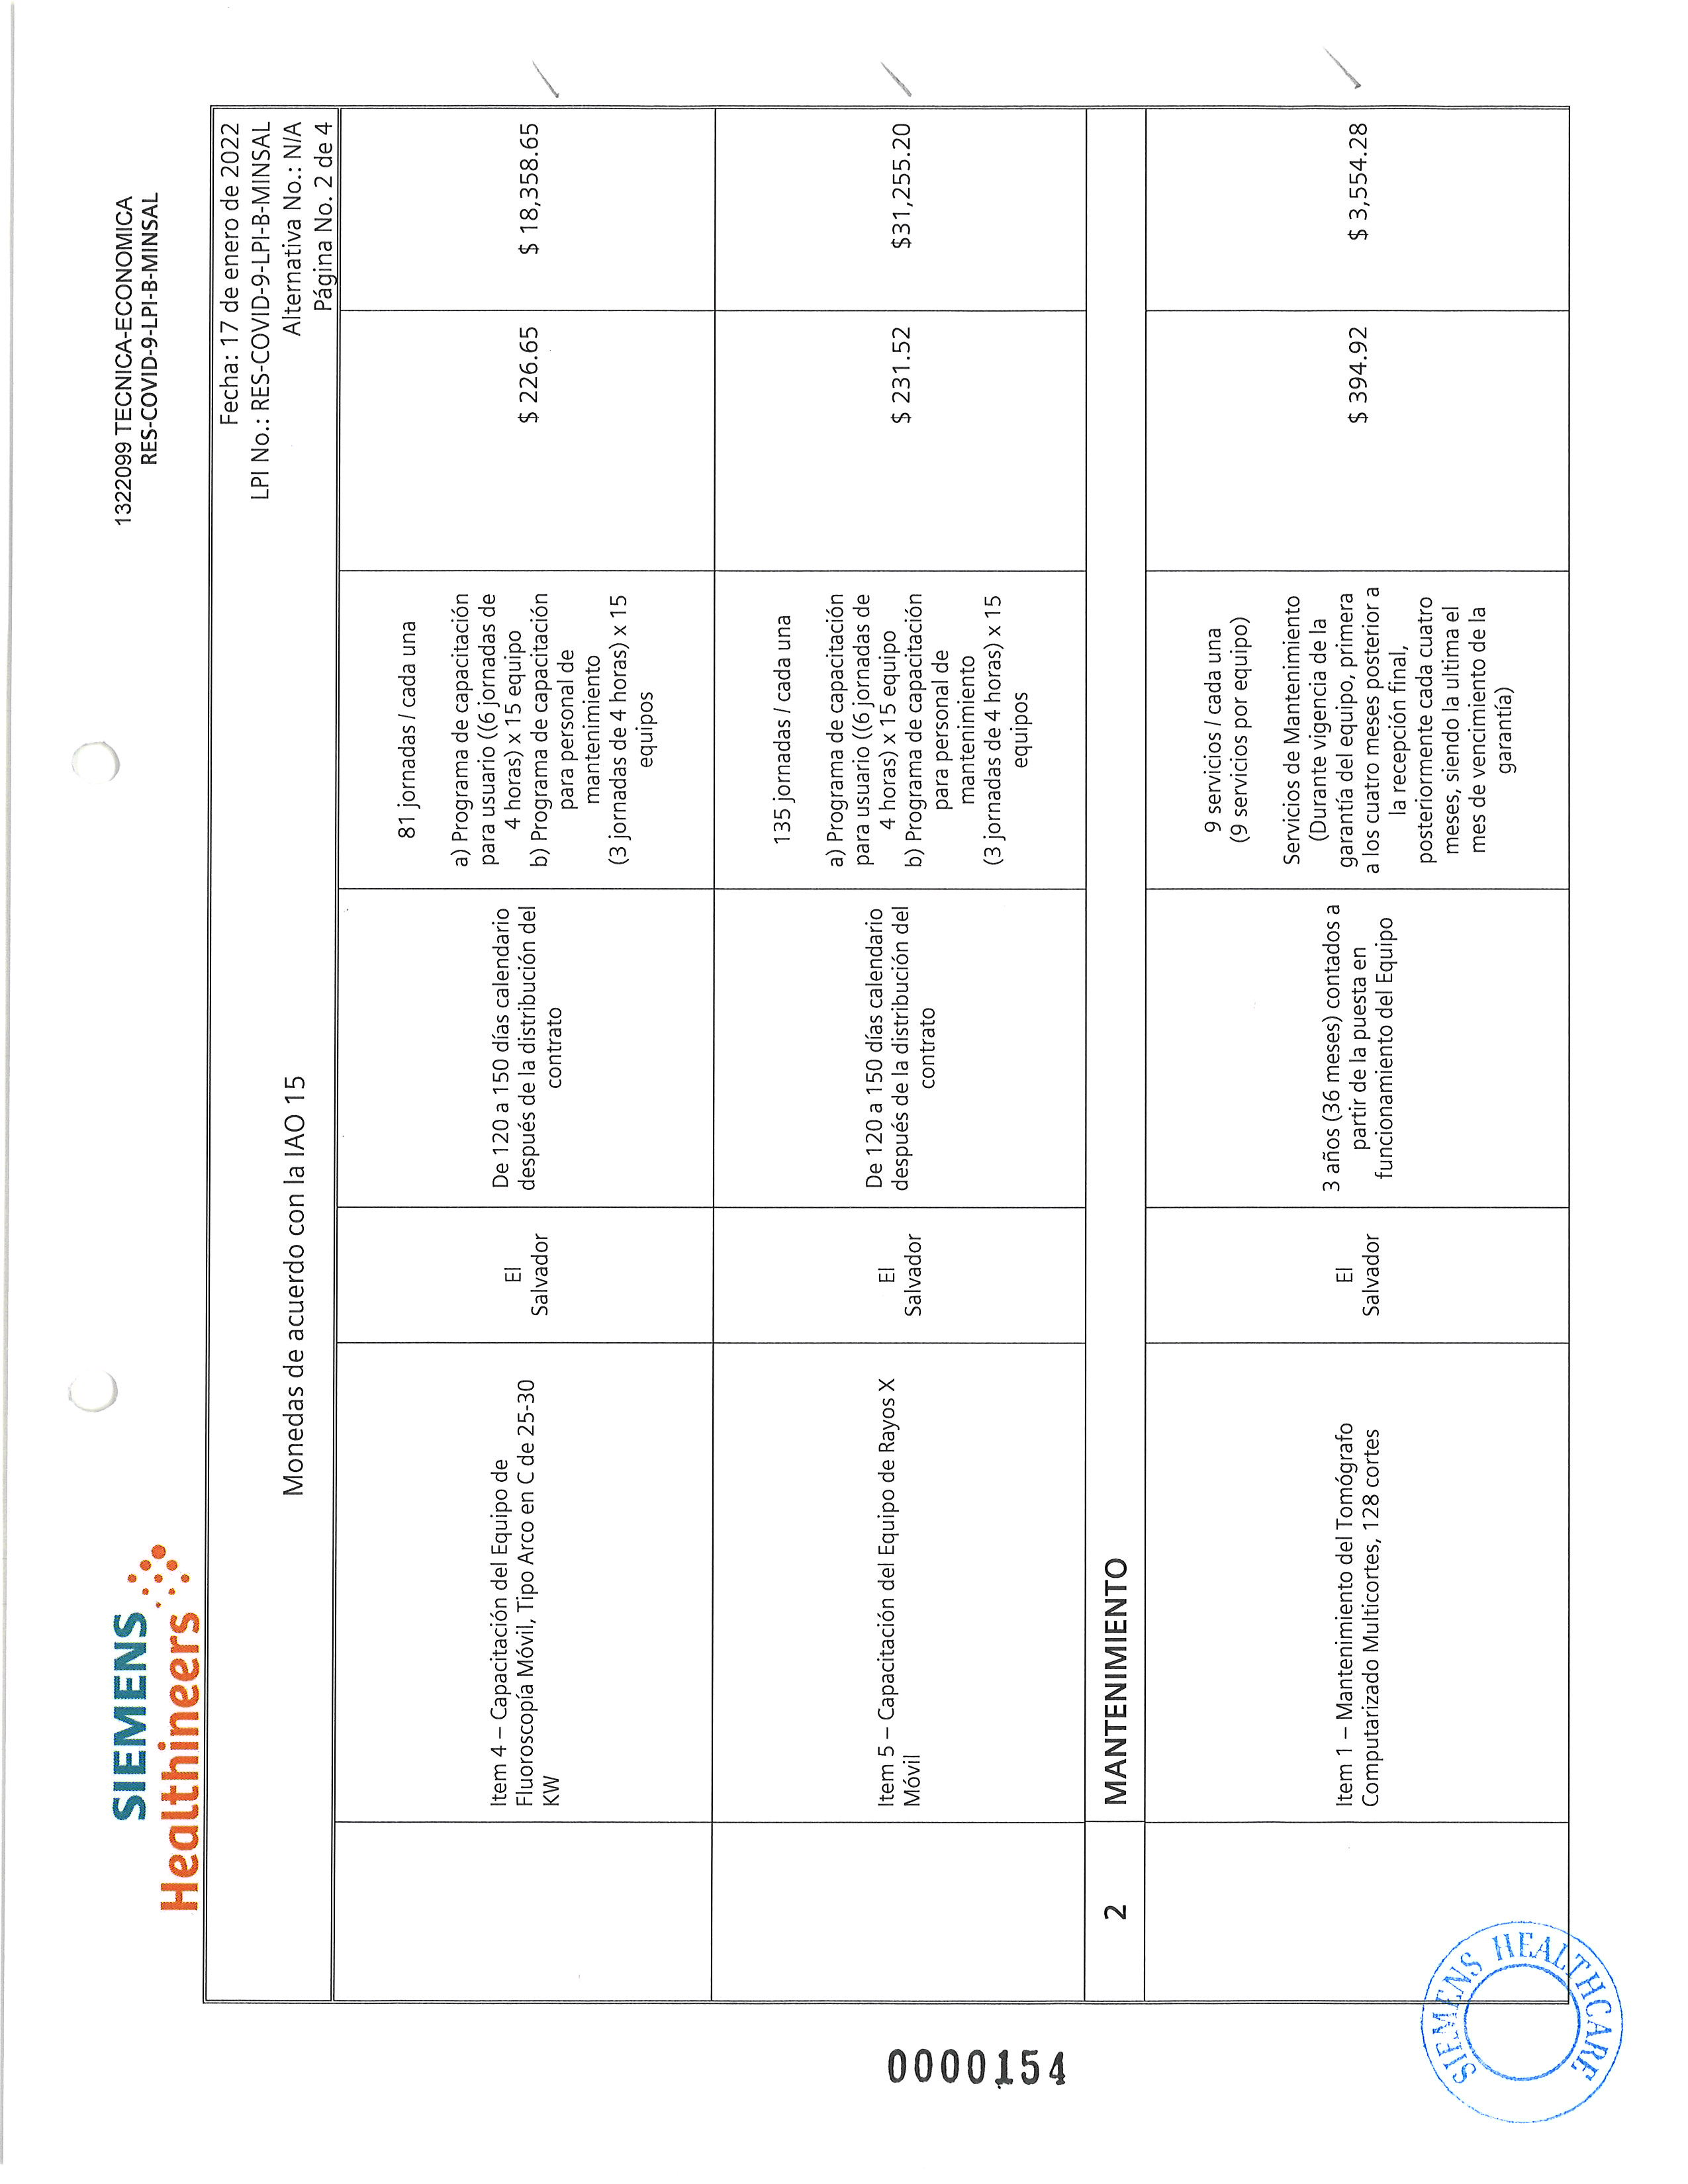 SIEMENS
Healthineers
1322099 TECNICA-ECONOMICA
RES-COVID-9-LPI-B-MINSAL
Monedas de acuerdo con la IAO 15
Fecha: 17 de enero de 2022
LPI No.: RES-COVID-9-LPI-B-MINSAL
Alternativa No.: N/A
Página No. 2 de 4
Item 4 – Capacitación del Equipo de
Fluoroscopía Móvil, Tipo Arco en C de 25-30
KW
El
Salvador
De 120 a 150 días calendario
después de la distribución del
contrato
81 jornadas / cada una
a) Programa de capacitación
para usuario ((6 jornadas de
4 horas) x 15 equipo
b) Programa de capacitación
para personal de
mantenimiento
(3 jornadas de 4 horas) x 15
equipos
$ 226.65
$ 18,358.65
Item 5 – Capacitación del Equipo de Rayos X
Móvil
El
Salvador
De 120 a 150 días calendario
después de la distribución del
contrato
135 jornadas / cada una
a) Programa de capacitación
para usuario ((6 jornadas de
4 horas) x 15 equipo
b) Programa de capacitación
para personal de
mantenimiento
(3 jornadas de 4 horas) x 15
equipos
$ 231.52
$31,255.20
2 MANTENIMIENTO
Item 1 – Mantenimiento del Tomógrafo
Computarizado Multicortes, 128 cortes
El
Salvador
3 años (36 meses) contados a
partir de la puesta en
funcionamiento del Equipo
9 servicios / cada una
(9 servicios por equipo)
Servicios de Mantenimiento
(Durante vigencia de la
garantía del equipo, primera
a los cuatro meses posterior a
la recepción final,
posteriormente cada cuatro
meses, siendo la ultima el
mes de vencimiento de la
garantía)
$ 394.92
$ 3,554.28
SIEMENS HEALTHCARE
0000154